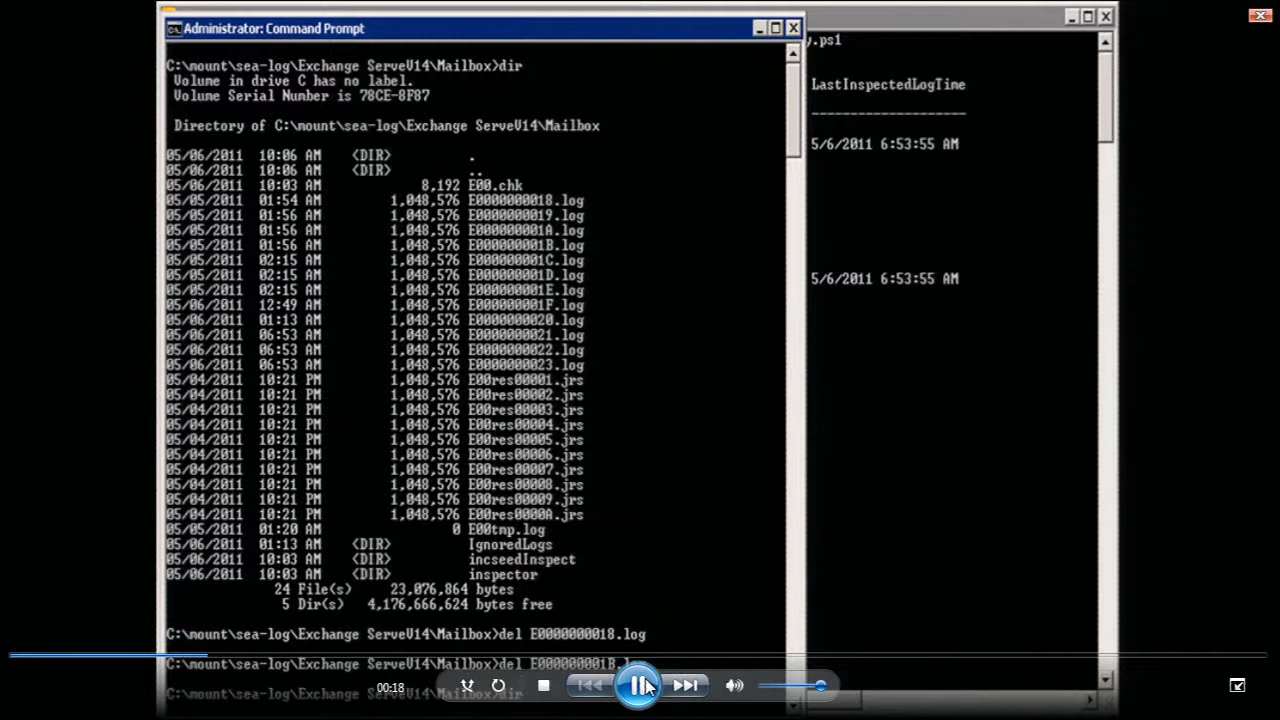 Administrator: Command Prompt
y.ps1
C:\mount\sea-log\Exchange ServeV14\Mailbox>dir
Volume in drive C has no label.
Volume Serial Number is 78CE-8F87
LastInspectedLogTime
--------------------
Directory of C:\mount\sea-log\Exchange ServeV14\Mailbox
5/6/2011 6:53:55 AM
05/06/2011 10:06 AM <DIR> .
05/06/2011 10:06 AM <DIR> ..
05/06/2011 10:03 AM 8,192 E00.chk
05/05/2011 01:54 AM 1,048,576 E0000000018.log
05/05/2011 01:56 AM 1,048,576 E0000000019.log
05/05/2011 01:56 AM 1,048,576 E000000001A.log
05/05/2011 01:56 AM 1,048,576 E000000001B.log
05/05/2011 02:15 AM 1,048,576 E000000001C.log
05/05/2011 02:15 AM 1,048,576 E000000001D.log
5/6/2011 6:53:55 AM
05/05/2011 02:15 AM 1,048,576 E000000001E.log
05/06/2011 12:49 AM 1,048,576 E000000001F.log
05/06/2011 01:13 AM 1,048,576 E0000000020.log
05/06/2011 06:53 AM 1,048,576 E0000000021.log
05/06/2011 06:53 AM 1,048,576 E0000000022.log
05/06/2011 06:53 AM 1,048,576 E0000000023.log
05/04/2011 10:21 PM 1,048,576 E00res00001.jrs
05/04/2011 10:21 PM 1,048,576 E00res00002.jrs
05/04/2011 10:21 PM 1,048,576 E00res00003.jrs
05/04/2011 10:21 PM 1,048,576 E00res00004.jrs
05/04/2011 10:21 PM 1,048,576 E00res00005.jrs
05/04/2011 10:21 PM 1,048,576 E00res00006.jrs
05/04/2011 10:21 PM 1,048,576 E00res00007.jrs
05/04/2011 10:21 PM 1,048,576 E00res00008.jrs
05/04/2011 10:21 PM 1,048,576 E00res00009.jrs
05/04/2011 10:21 PM 1,048,576 E00res0000A.jrs
05/05/2011 01:20 AM 0 E00tmp.log
05/06/2011 01:13 AM <DIR> IgnoredLogs
05/06/2011 10:03 AM <DIR> incseedInspect
05/06/2011 10:03 AM <DIR> inspector
24 File(s) 23,076,864 bytes
5 Dir(s) 4,176,666,624 bytes free
C:\mount\sea-log\Exchange ServeV14\Mailbox>del E0000000018.log
C:\mount\sea-log\Exchange ServeV14\Mailbox>del E000000001B.log
00:18
C:\mount\sea-log\Exchange ServeV14\Mailbox>dir